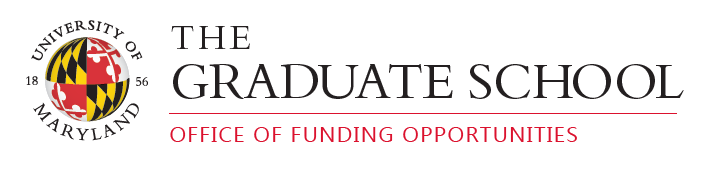 UNIVERSITY OF
18 56
MARYLAND
THE
GRADUATE SCHOOL
OFFICE OF FUNDING OPPORTUNITIES